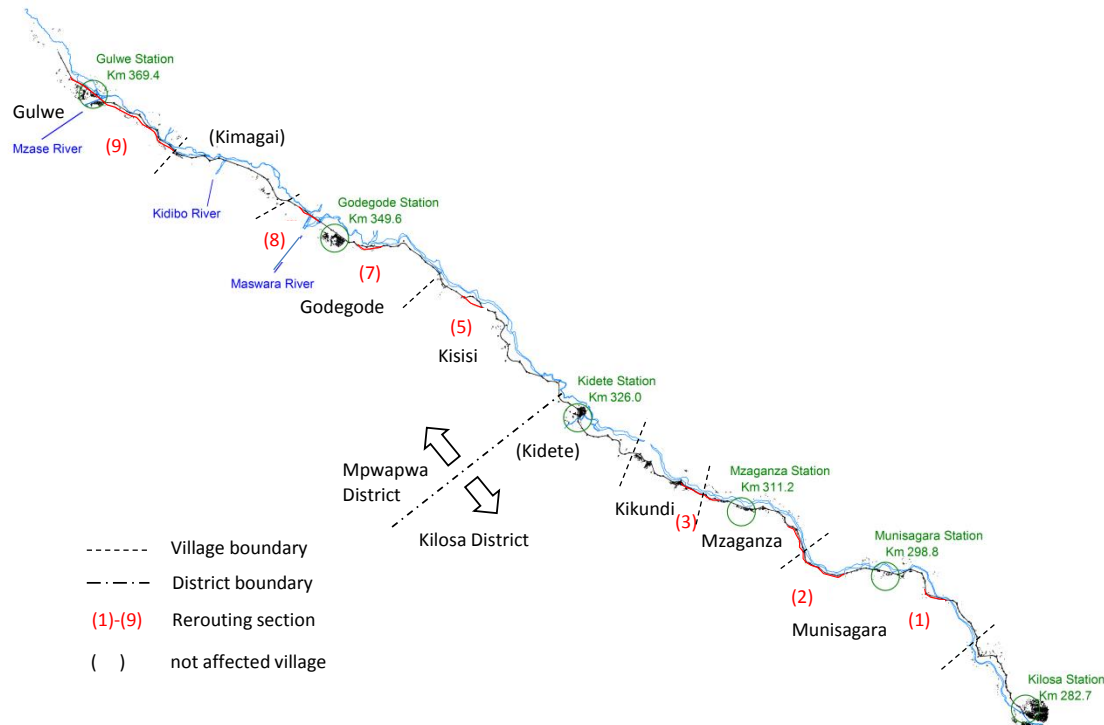 Gulwe Station
Km 369.4
Gulwe
Mzase River
(9)
(Kimagai)
Kidibo River
Godegode Station
Km 349.6
(8)
Maswara River
(7)
Godegode
(5)
Kisisi
Kidete Station
Km 326.0
(Kidete)
Mpwapwa
District
Kilosa District
Kikundi
(3)
Mzaganza Station
Km 311.2
Mzaganza
Munisagara Station
Km 298.8
(2)
(1)
Munisagara
Kilosa Station
Km 282.7
Village boundary
District boundary
(1)-(9) Rerouting section
( ) not affected village